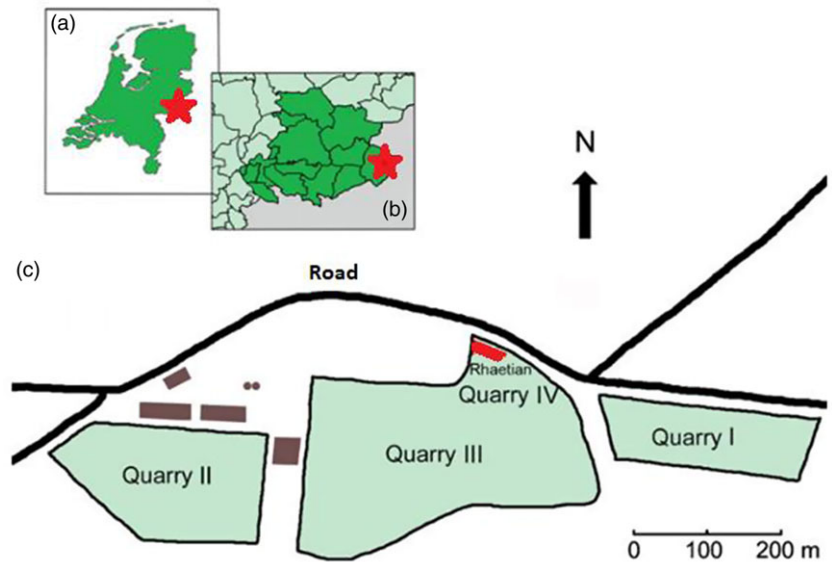 (a)
(b)
N
(c)
Road
Rhaetian
Quarry IV
Quarry I
Quarry III
Quarry II
0 100 200 m